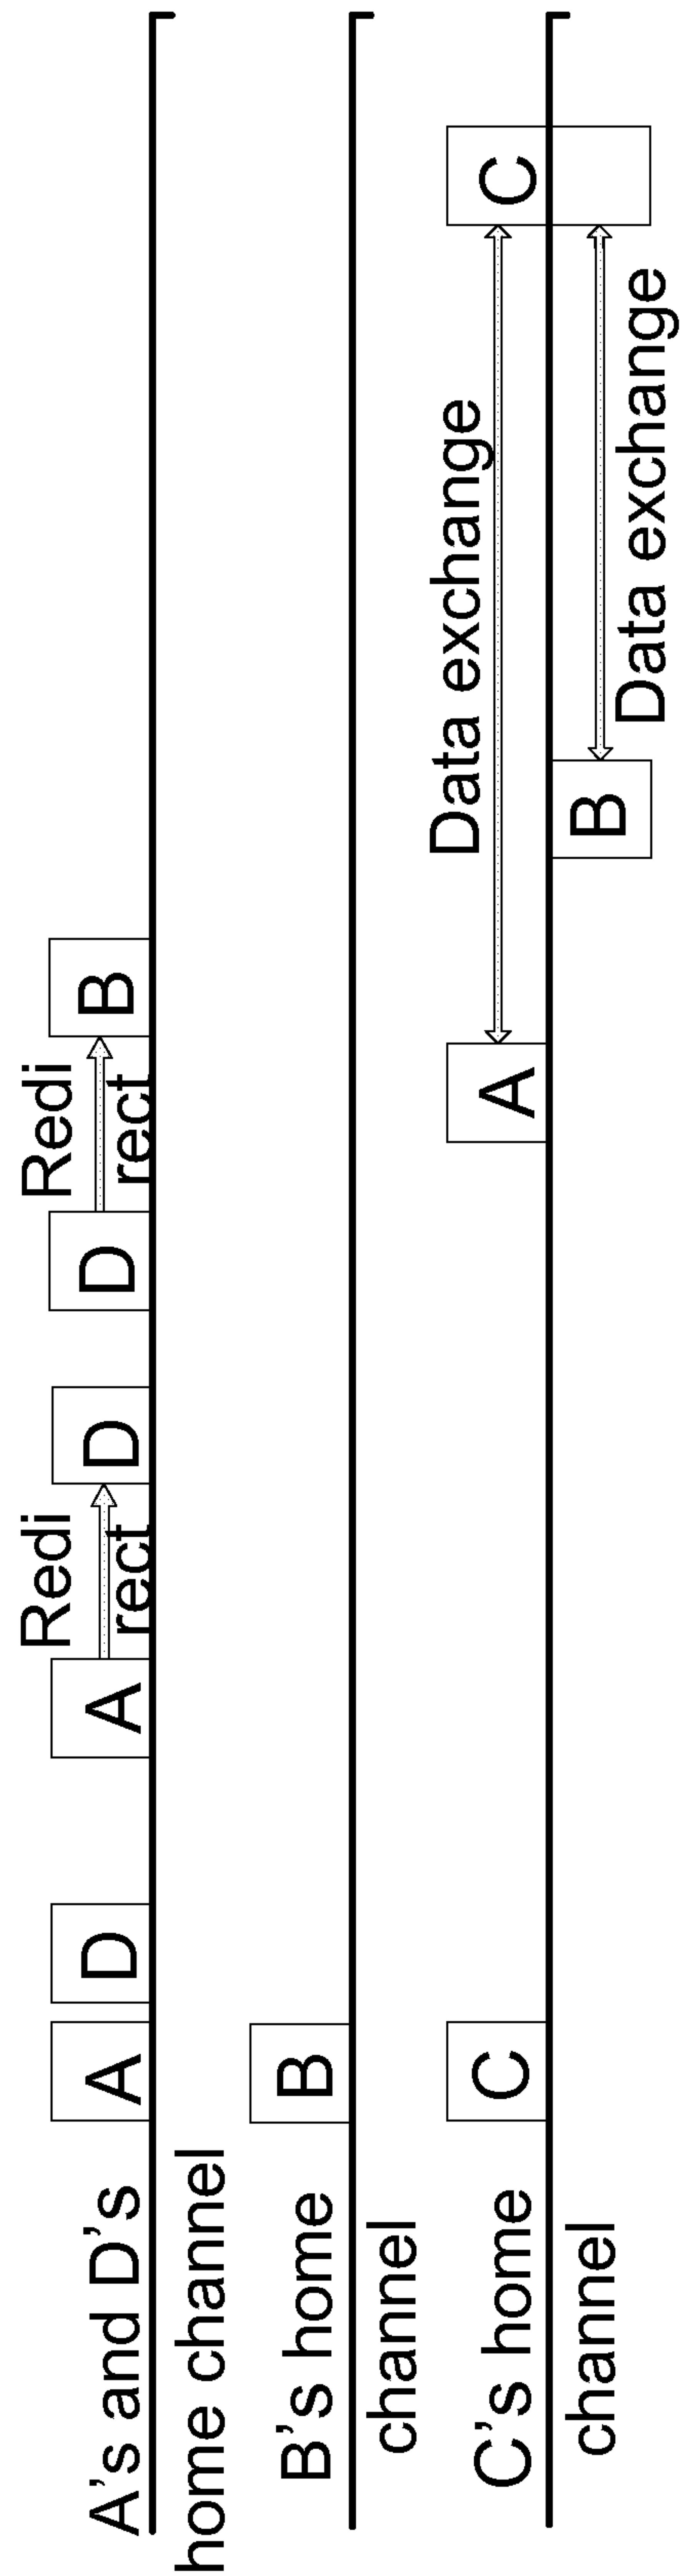 A's and D's
home channel
A
D
A
Redi
rect
D
D
Redi
rect
B
B's home
channel
B
C's home
channel
C
A
Data exchange
C
B
Data exchange